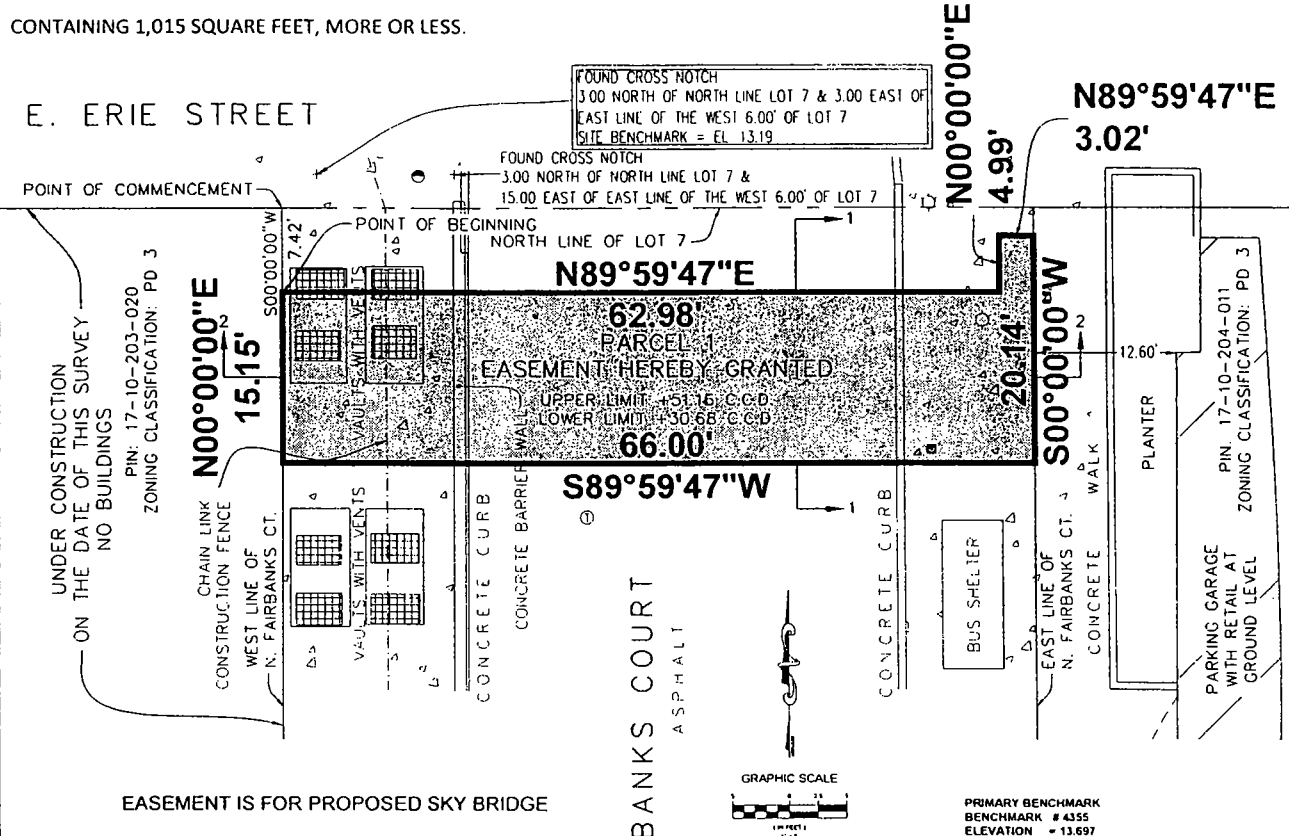 CONTAINING 1,015 SQUARE FEET, MORE OR LESS.
E. ERIE STREET
FOUND CROSS NOTCH
3.00 NORTH OF NORTH LINE LOT 7 & 3.00 EAST OF
EAST LINE OF THE WEST 6.00' OF LOT 7
SITE BENCHMARK = EL 13.19
N00°00'00"E
4.99'
N89°59'47"E
3.02'
FOUND CROSS NOTCH
3.00 NORTH OF NORTH LINE LOT 7 &
15.00 EAST OF EAST LINE OF THE WEST 6.00' OF LOT 7
POINT OF COMMENCEMENT
S00°00'00"W
7.42'
POINT OF BEGINNING
NORTH LINE OF LOT 7
1
N89°59'47"E
62.98'
PARCEL 1
EASEMENT HEREBY GRANTED
UPPER LIMIT +51.16 C.C.D.
LOWER LIMIT +30.68 C.C.D.
66.00'
S89°59'47"W
1
N00°00'00"E
15.15'
2
20.14'
S00°00'00"W
2
12.60'
PLANTER
PIN: 17-10-204-011
ZONING CLASSIFICATION: PD 3
UNDER CONSTRUCTION
ON THE DATE OF THIS SURVEY
NO BUILDINGS
PIN: 17-10-203-020
ZONING CLASSIFICATION: PD 3
CHAIN LINK
CONSTRUCTION FENCE
WEST LINE OF
N. FAIRBANKS CT.
VAULTS WITH VENTS
VAULTS WITH VENTS
CONCRETE CURB
CONCRETE BARRIER WALL
T
BANKS COURT
ASPHALT
CONCRETE CURB
BUS SHELTER
EAST LINE OF
N. FAIRBANKS CT.
CONCRETE WALK
PARKING GARAGE
WITH RETAIL AT
GROUND LEVEL
EASEMENT IS FOR PROPOSED SKY BRIDGE
GRAPHIC SCALE
PRIMARY BENCHMARK
BENCHMARK # 4355
ELEVATION = 13.697